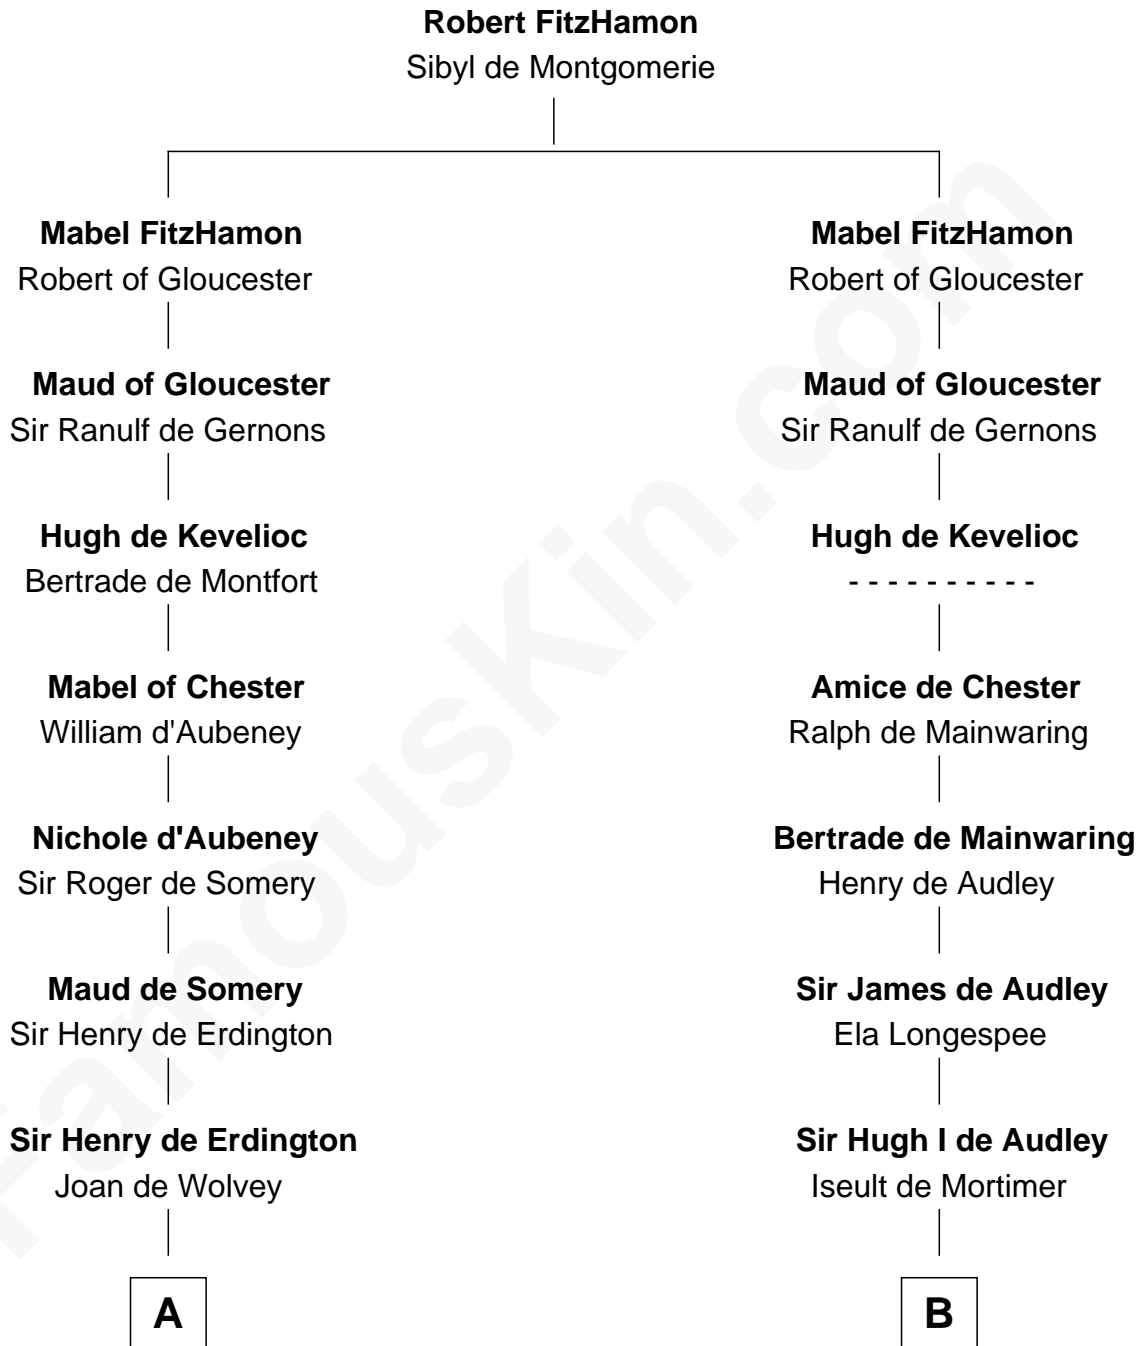 Robert FitzHamon
Sibyl de Montgomerie
Mabel FitzHamon
Robert of Gloucester
Maud of Gloucester
Sir Ranulf de Gernons
Hugh de Kevelioc
Bertrade de Montfort
Mabel of Chester
William d'Aubeney
Nichole d'Aubeney
Sir Roger de Somery
Maud de Somery
Sir Henry de Erdington
Sir Henry de Erdington
Joan de Wolvey
A
Mabel FitzHamon
Robert of Gloucester
Maud of Gloucester
Sir Ranulf de Gernons
Hugh de Kevelioc
- - - - - - - - - -
Amice de Chester
Ralph de Mainwaring
Bertrade de Mainwaring
Henry de Audley
Sir James de Audley
Ela Longespee
Sir Hugh I de Audley
Iseult de Mortimer
B
FamousKin.com